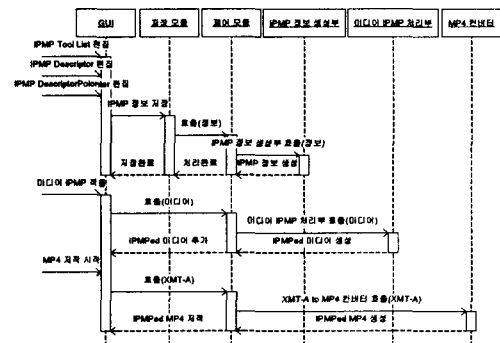 GUI 저장 모듈 제어 모듈 IPMP 정보 생성부 미디어 IPMP 처리부 MP4 컨버터
IPMP Tool List 편집
IPMP Descriptor 편집
IPMP DescriptorPointer 편집
IPMP 정보 저장
호출(정보)
IPMP 정보 생성부 호출(정보)
저장완료 처리완료 IPMP 정보 생성
미디어 IPMP 적용
호출(미디어)
미디어 IPMP 처리부 호출(미디어)
IPMPed 미디어 추가 IPMPed 미디어 생성
MP4 저작 시작
호출(XMT-A)
XMT-A to MP4 컨버터 호출(XMT-A)
IPMPed MP4 저작 IPMPed MP4 생성